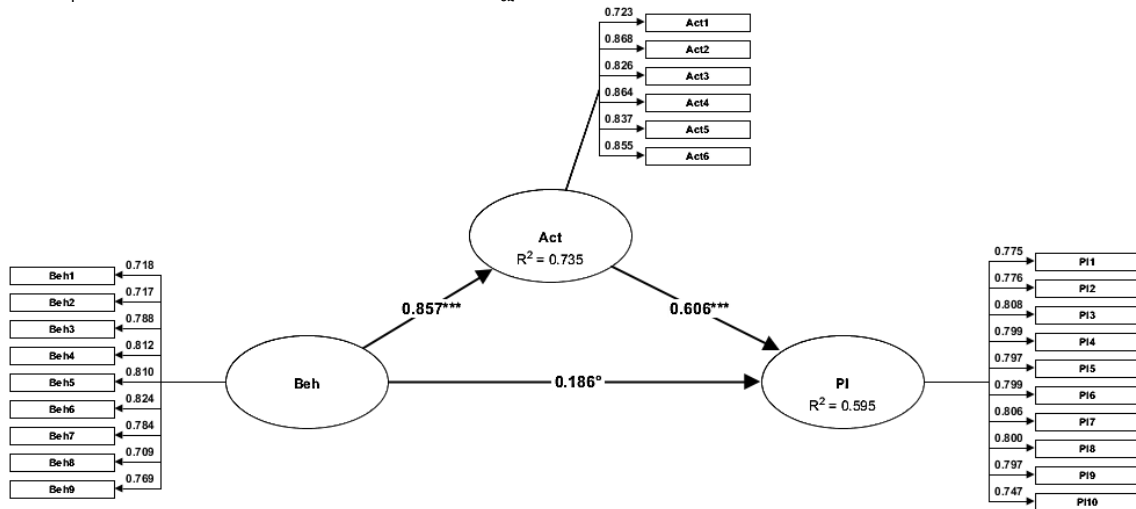 0.723 Act1
0.868 Act2
0.826 Act3
0.864 Act4
0.837 Act5
0.855 Act6
Act
R² = 0.735
0.718 Beh1
0.717 Beh2
0.788 Beh3
0.812 Beh4
0.810 Beh5
0.824 Beh6
0.784 Beh7
0.709 Beh8
0.769 Beh9
0.857***
0.606***
Beh
0.186°
PI
R² = 0.595
0.775 PI1
0.776 PI2
0.808 PI3
0.799 PI4
0.797 PI5
0.799 PI6
0.806 PI7
0.800 PI8
0.797 PI9
0.747 PI10